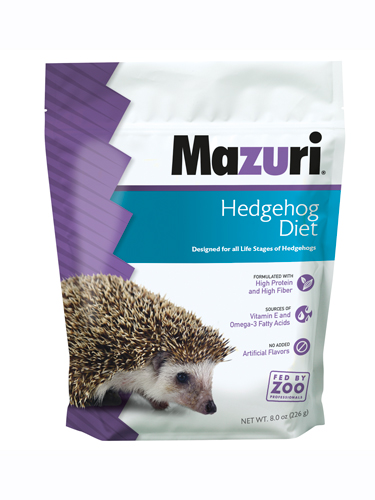 Mazuri®
Hedgehog
Diet
Designed for all Life Stages of Hedgehogs
FORMULATED WITH
High Protein
and High Fiber
SOURCES OF
Vitamin E and
Omega-3 Fatty Acids
NO ADDED
Artificial Flavors
FED BY
ZOO
PROFESSIONALS
NET WT. 8.0 oz (226 g)